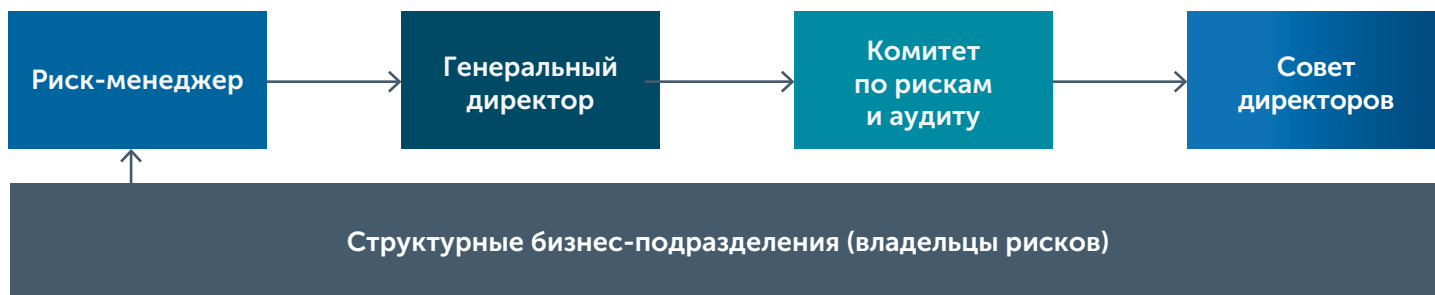 Риск-менеджер
Генеральный
директор
Комитет
по рискам
и аудиту
Совет
директоров
Структурные бизнес-подразделения (владельцы рисков)